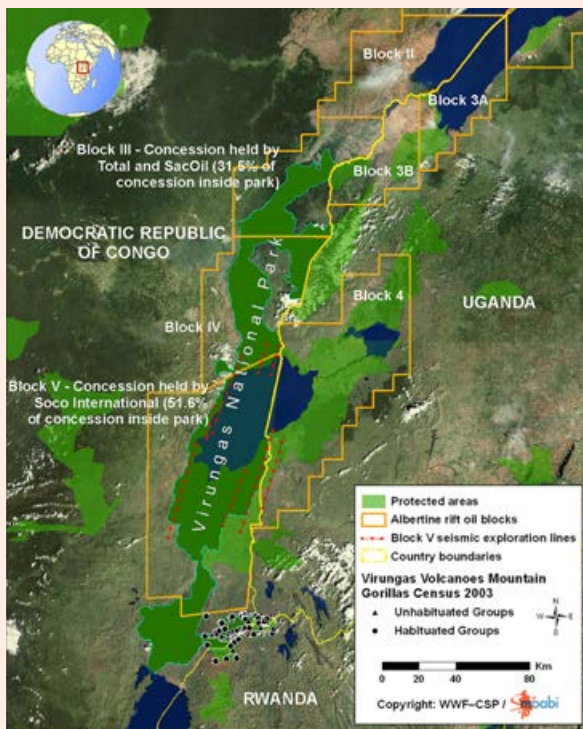 Block II
Block 3A
Block III - Concession held by
Total and SacOil (31.5% of
concession inside park)
Block 3B
DEMOCRATIC REPUBLIC
OF CONGO
Block 4
UGANDA
Block IV
Virungas National Park
Block V - Concession held by
Soco International (51.6%
of concession inside park)
Protected areas
Albertine rift oil blocks
Block V seismic exploration lines
Country boundaries
Virungas Volcanoes Mountain
Gorillas Census 2003
Unhabituated Groups
Habituated Groups
N
W E
S
Km
0 20 40 80
RWANDA
Copyright: WWF–CSP / moabi